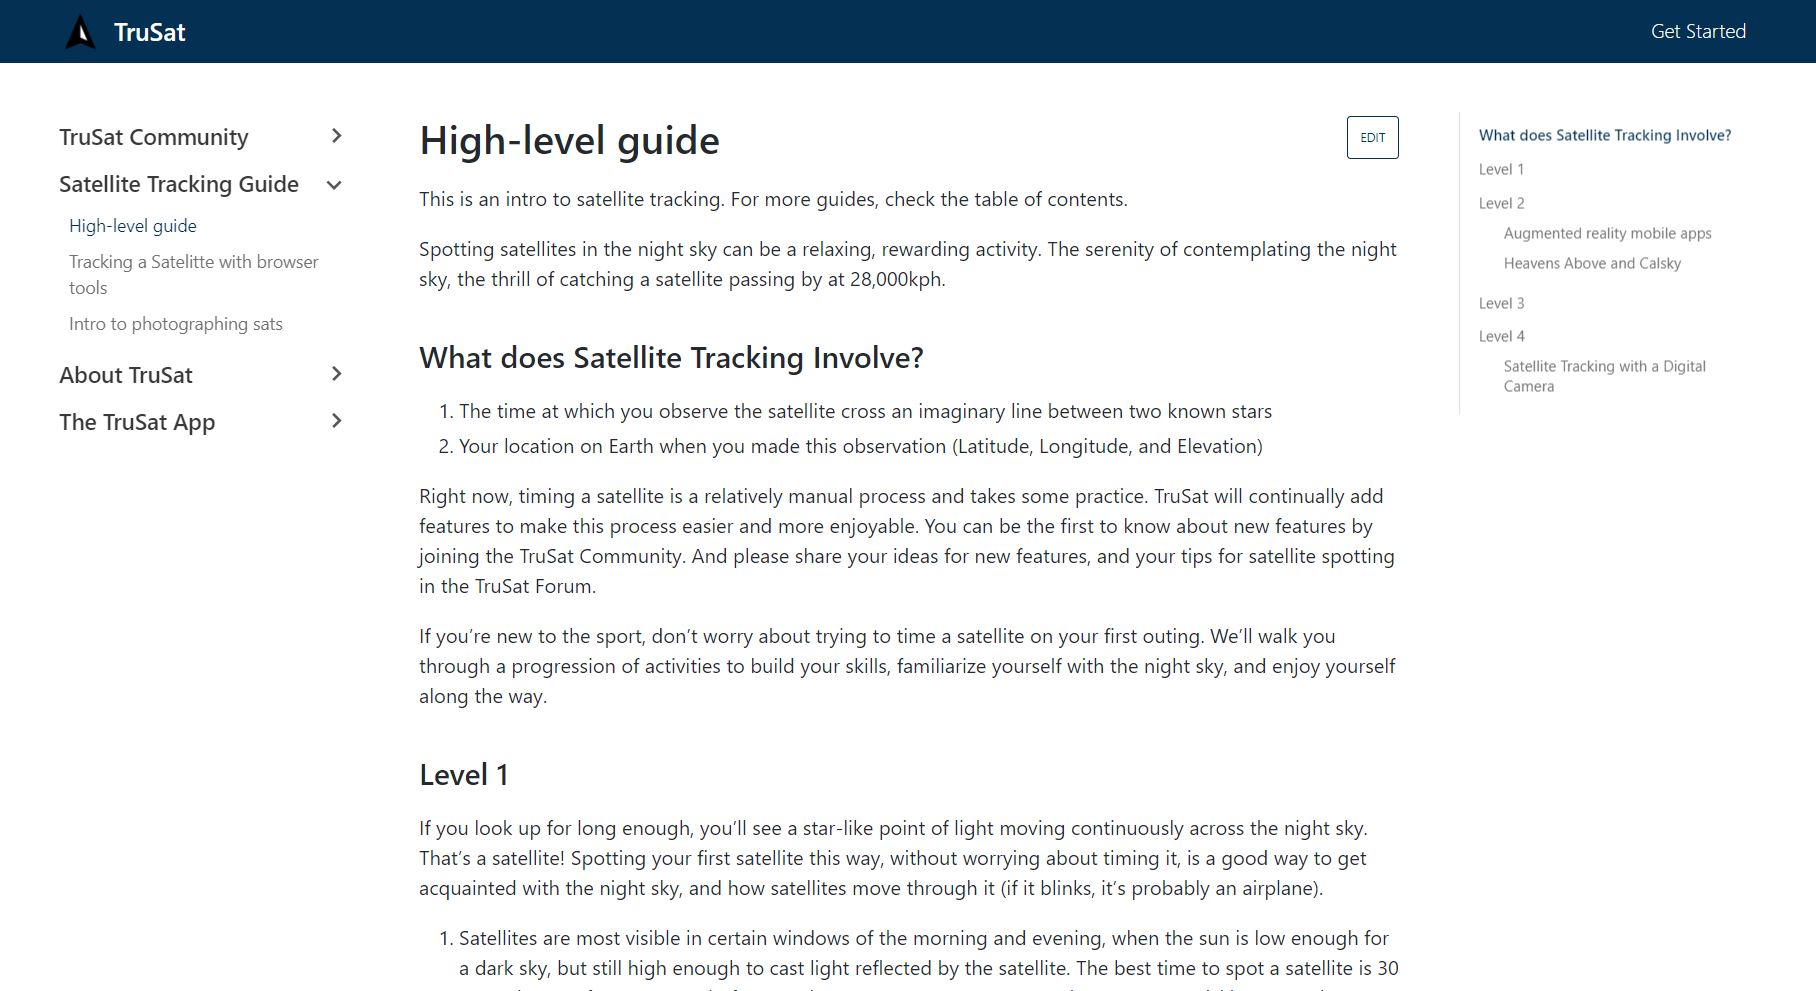 TruSat
Get Started
TruSat Community
Satellite Tracking Guide
High-level guide
Tracking a Satelitte with browser
tools
Intro to photographing sats
About TruSat
The TruSat App
High-level guide
EDIT
This is an intro to satellite tracking. For more guides, check the table of contents.
Spotting satellites in the night sky can be a relaxing, rewarding activity. The serenity of contemplating the night
sky, the thrill of catching a satellite passing by at 28,000kph.
What does Satellite Tracking Involve?
1. The time at which you observe the satellite cross an imaginary line between two known stars
2. Your location on Earth when you made this observation (Latitude, Longitude, and Elevation)
Right now, timing a satellite is a relatively manual process and takes some practice. TruSat will continually add
features to make this process easier and more enjoyable. You can be the first to know about new features by
joining the TruSat Community. And please share your ideas for new features, and your tips for satellite spotting
in the TruSat Forum.
If you’re new to the sport, don’t worry about trying to time a satellite on your first outing. We’ll walk you
through a progression of activities to build your skills, familiarize yourself with the night sky, and enjoy yourself
along the way.
Level 1
If you look up for long enough, you’ll see a star-like point of light moving continuously across the night sky.
That’s a satellite! Spotting your first satellite this way, without worrying about timing it, is a good way to get
acquainted with the night sky, and how satellites move through it (if it blinks, it’s probably an airplane).
1. Satellites are most visible in certain windows of the morning and evening, when the sun is low enough for
a dark sky, but still high enough to cast light reflected by the satellite. The best time to spot a satellite is 30
What does Satellite Tracking Involve?
Level 1
Level 2
Augmented reality mobile apps
Heavens Above and Calsky
Level 3
Level 4
Satellite Tracking with a Digital
Camera